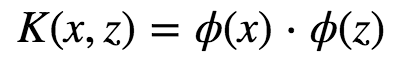 K(x, z) = ϕ(x) · ϕ(z)